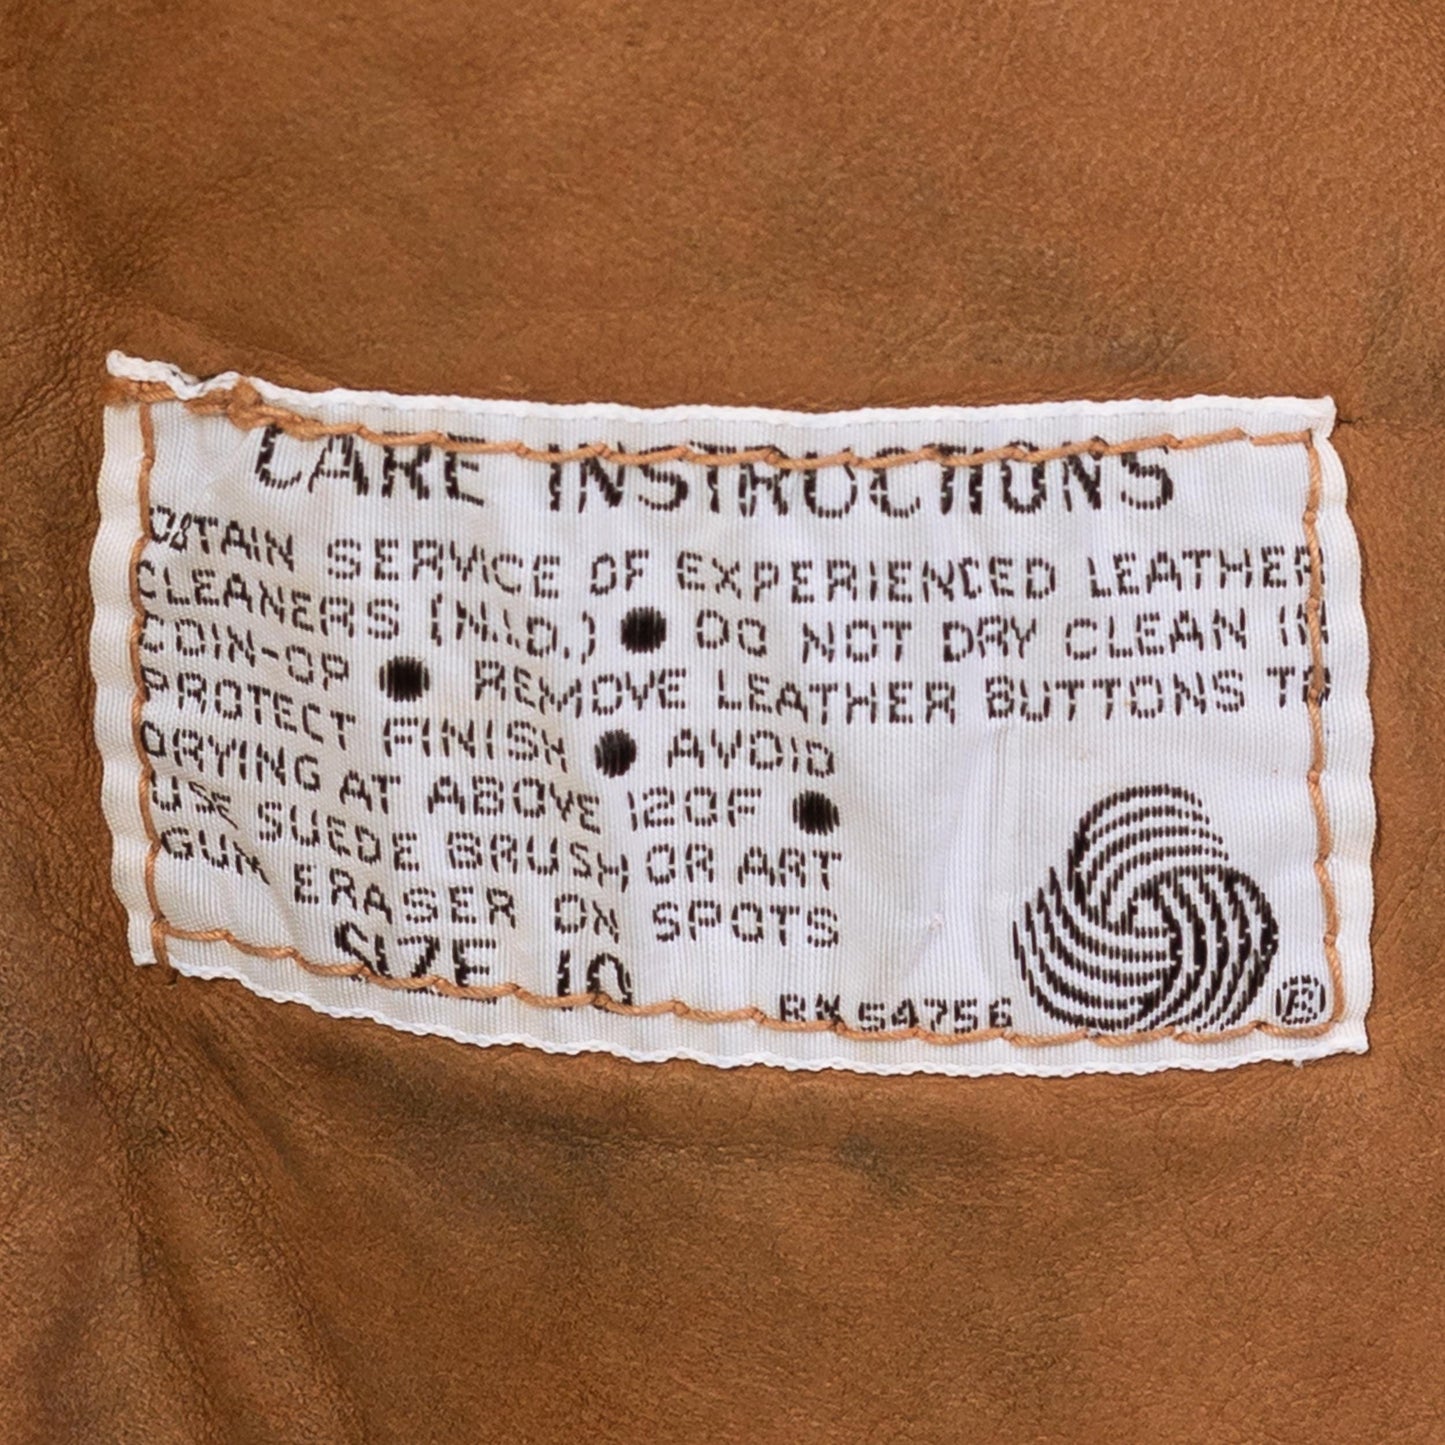 CARE INSTRUCTIONS
OBTAIN SERVICE OF EXPERIENCED LEATHER
CLEANERS (N.I.D.) ● DO NOT DRY CLEAN IN
COIN-OP ● REMOVE LEATHER BUTTONS TO
PROTECT FINISH ● AVOID
DRYING AT ABOVE 120F ●
USE SUEDE BRUSH OR ART
GUM ERASER ON SPOTS
SIZE 10
RN 54756
®